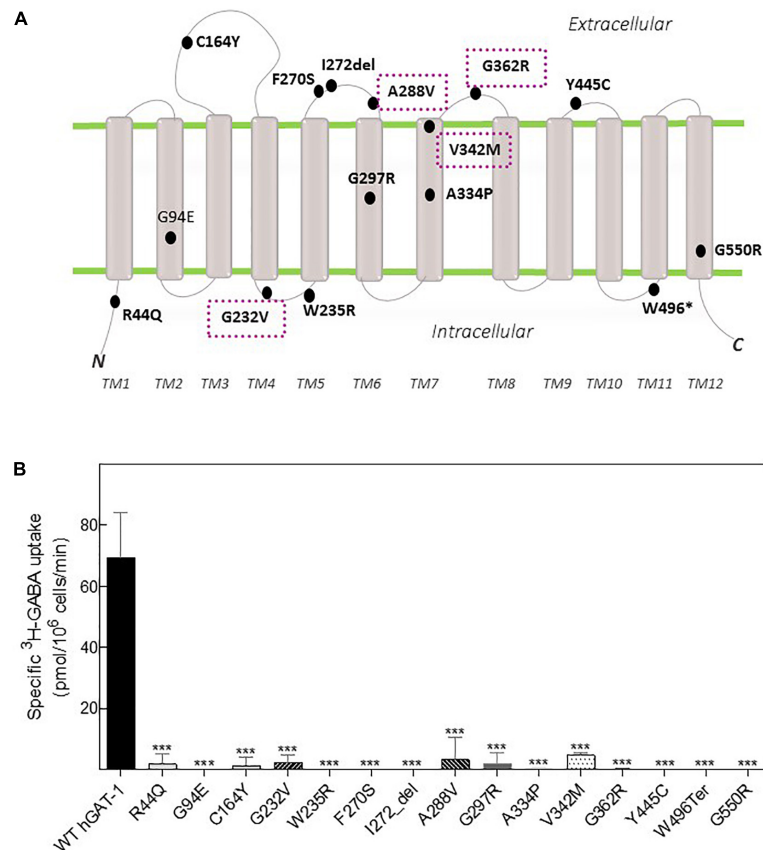 A
Extracellular
C164Y
I272del
F270S
A288V
G362R
Y445C
V342M
G297R
A334P
G94E
G550R
R44Q
G232V
W235R
Intracellular
W496*
N
C
TM1 TM2 TM3 TM4 TM5 TM6 TM7 TM8 TM9 TM10 TM11 TM12
B
Specific ³H-GABA uptake
(pmol/10⁶ cells/min)
80
60
40
20
*** *** *** *** *** *** *** *** *** *** *** *** *** *** ***
WT hGAT-1
R44Q
G94E
C164Y
G232V
W235R
F270S
I272_del
A288V
G297R
A334P
V342M
G362R
Y445C
W496Ter
G550R